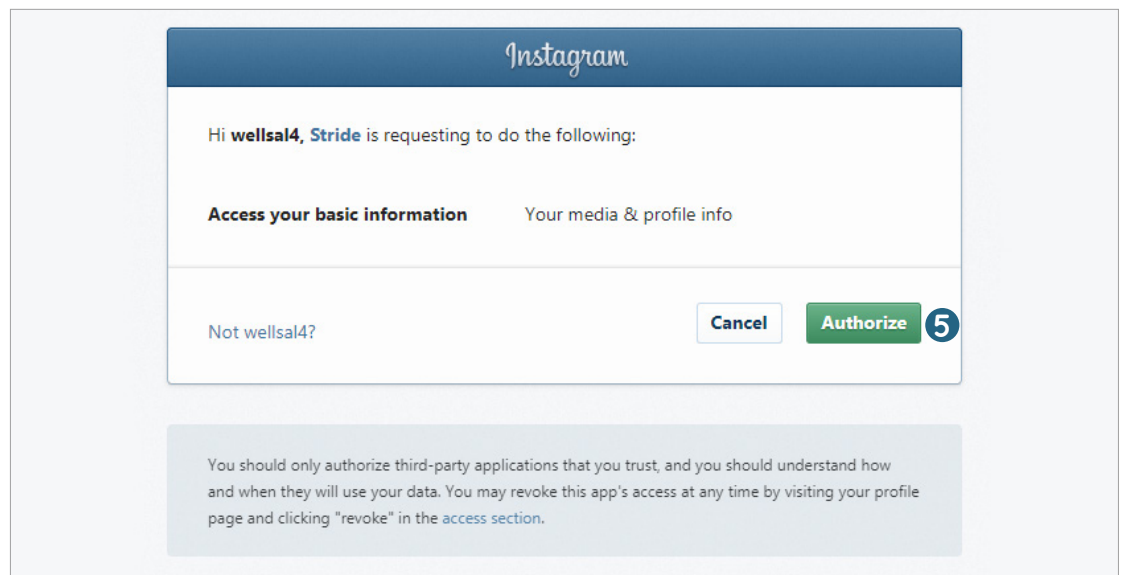 Instagram
Hi wellsal4, Stride is requesting to do the following:
Access your basic information Your media & profile info
Not wellsal4? Cancel Authorize 5
You should only authorize third-party applications that you trust, and you should understand how
and when they will use your data. You may revoke this app's access at any time by visiting your profile
page and clicking "revoke" in the access section.